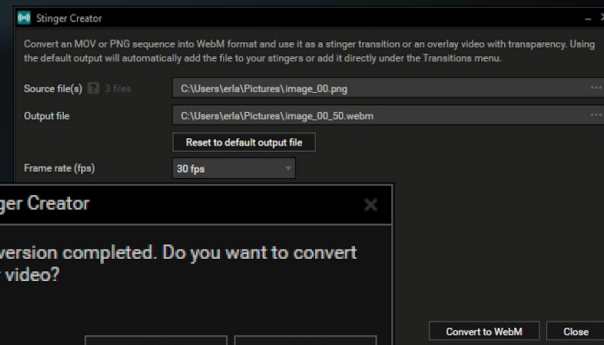 Stinger Creator
Convert an MOV or PNG sequence into WebM format and use it as a stinger transition or an overlay video with transparency. Using
the default output will automatically add the file to your stingers or add it directly under the Transitions menu.
Source file(s) ? 3 files C:\Users\erla\Pictures\image_00.png ...
Output file C:\Users\erla\Pictures\image_00_50.webm ...
Reset to default output file
Frame rate (fps) 30 fps
ger Creator
version completed. Do you want to convert
video?
Convert to WebM Close